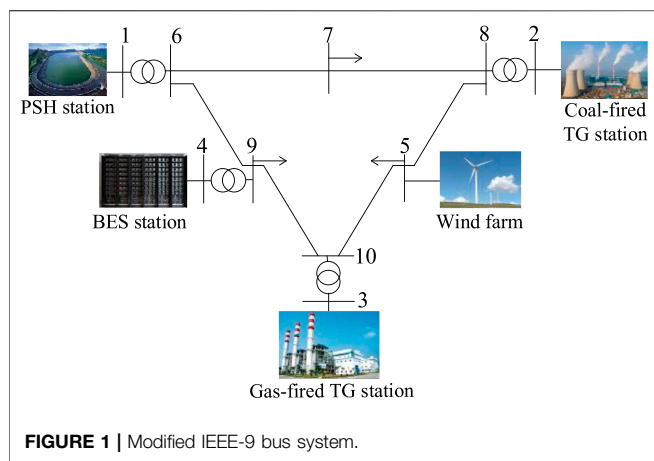 1 6 7 8 2
PSH station
Coal-fired
TG station
4 9 5
BES station
Wind farm
10
3
Gas-fired TG station
FIGURE 1 | Modified IEEE-9 bus system.